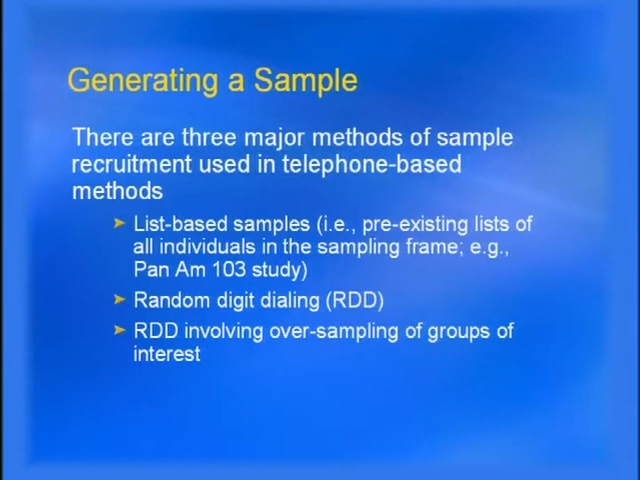 Generating a Sample
There are three major methods of sample
recruitment used in telephone-based
methods
List-based samples (i.e., pre-existing lists of
all individuals in the sampling frame; e.g.,
Pan Am 103 study)
Random digit dialing (RDD)
RDD involving over-sampling of groups of
interest